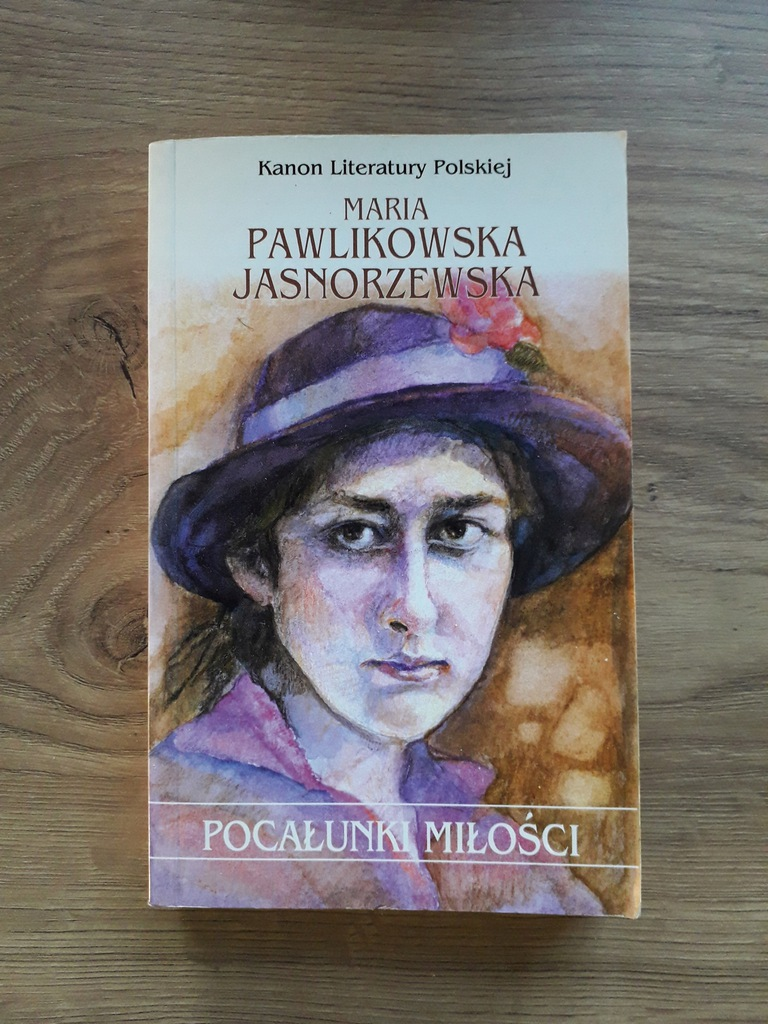 Kanon Literatury Polskiej
MARIA
PAWLIKOWSKA
JASNORZEWSKA
POCAŁUNKI MIŁOŚCI